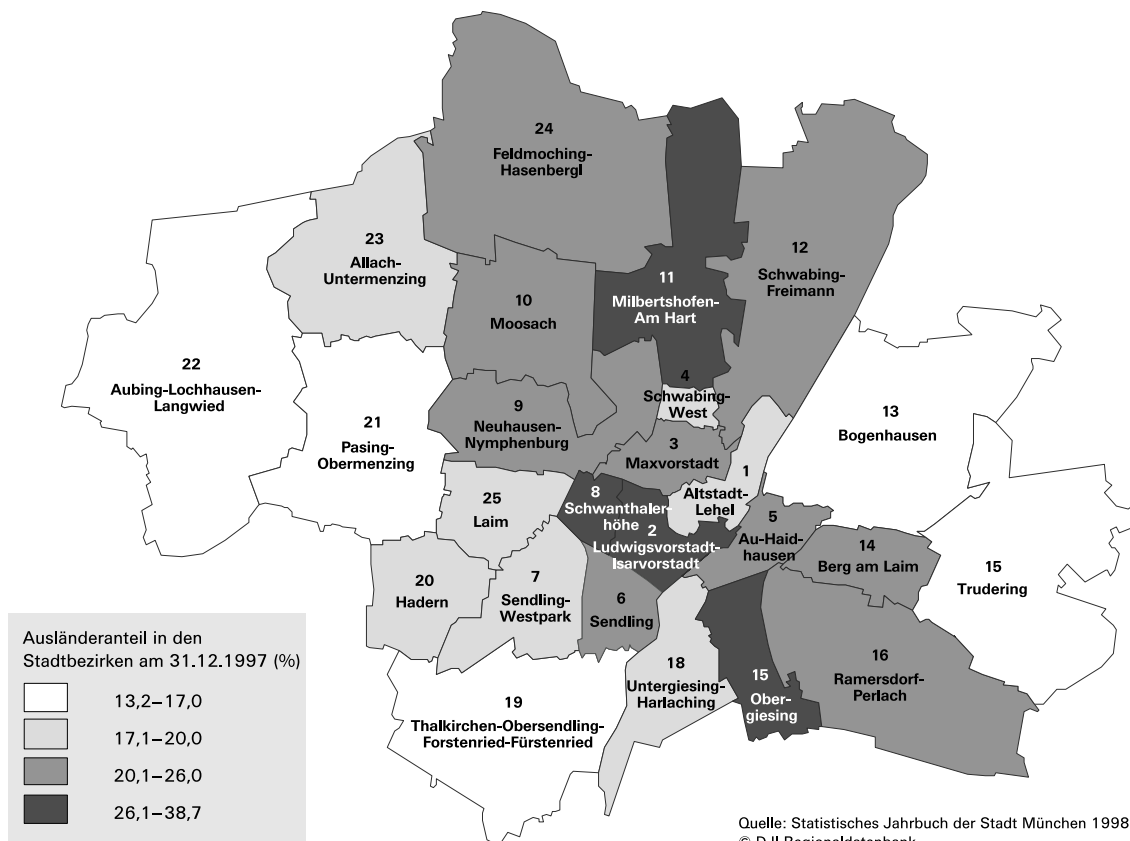 24
Feldmoching-
Hasenbergl
23
Allach-
Untermenzing
12
Schwabing-
Freimann
11
Milbertshofen-
Am Hart
10
Moosach
22
Aubing-Lochhausen-
Langwied
4
Schwabing-
West
9
Neuhausen-
Nymphenburg
21
Pasing-
Obermenzing
13
Bogenhausen
3
Maxvorstadt
1
Altstadt-
Lehel
25
Laim
8
Schwanthaler-
höhe
2
Ludwigsvorstadt-
Isarvorstadt
5
Au-Haid-
hausen
14
Berg am Laim
15
Trudering
20
Hadern
7
Sendling-
Westpark
6
Sendling
18
Untergiesing-
Harlaching
15
Ober-
giesing
16
Ramersdorf-
Perlach
19
Thalkirchen-Obersendling-
Forstenried-Fürstenried
Ausländeranteil in den
Stadtbezirken am 31.12.1997 (%)
13,2–17,0
17,1–20,0
20,1–26,0
26,1–38,7
Quelle: Statistisches Jahrbuch der Stadt München 1998
© DJI Regionaldatenbank